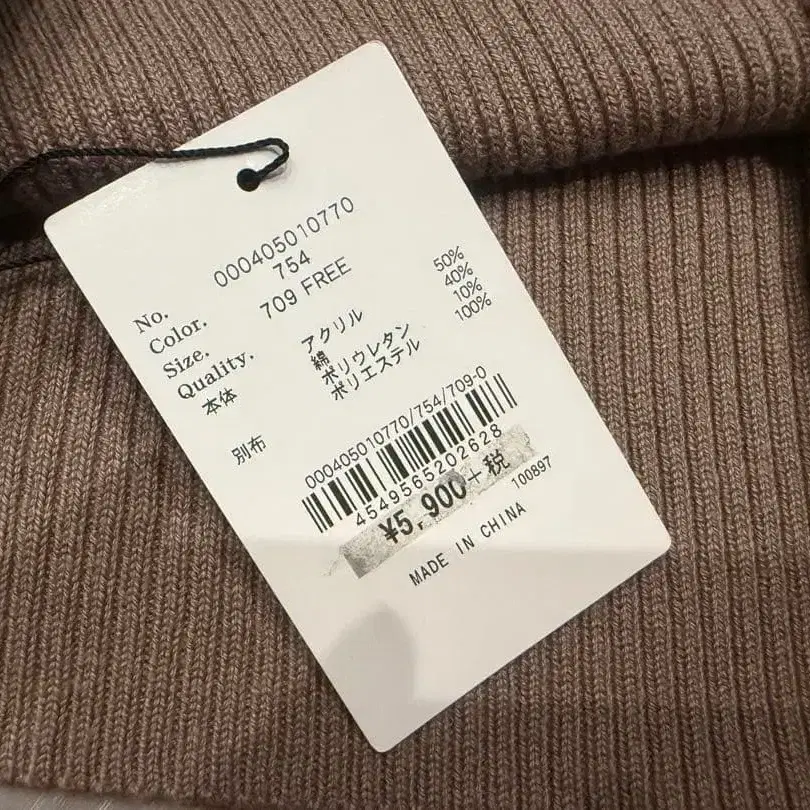 No. 000405010770
Color. 754
Size. 709 FREE
Quality.
本体 アクリル 50%
綿 40%
ポリウレタン 10%
別布 ポリエステル 100%
000405010770/754/709-0
4549565202628
¥5,900+税
100897
MADE IN CHINA